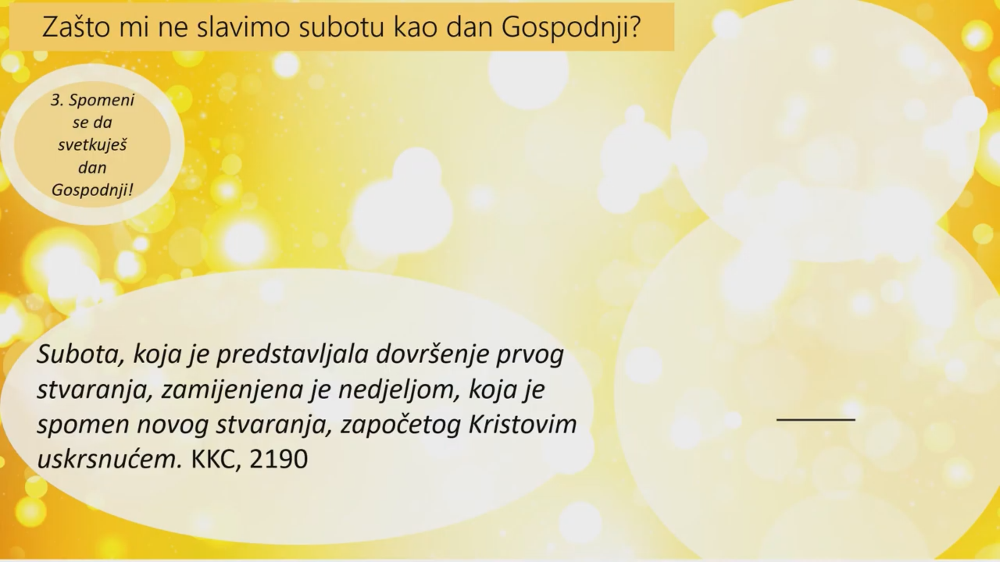 Zašto mi ne slavimo subotu kao dan Gospodnji?
3. Spomeni
se da
svetkuješ
dan
Gospodnji!
Subota, koja je predstavljala dovršenje prvog
stvaranja, zamijenjena je nedjeljom, koja je
spomen novog stvaranja, započetog Kristovim
uskrsnućem. KKC, 2190